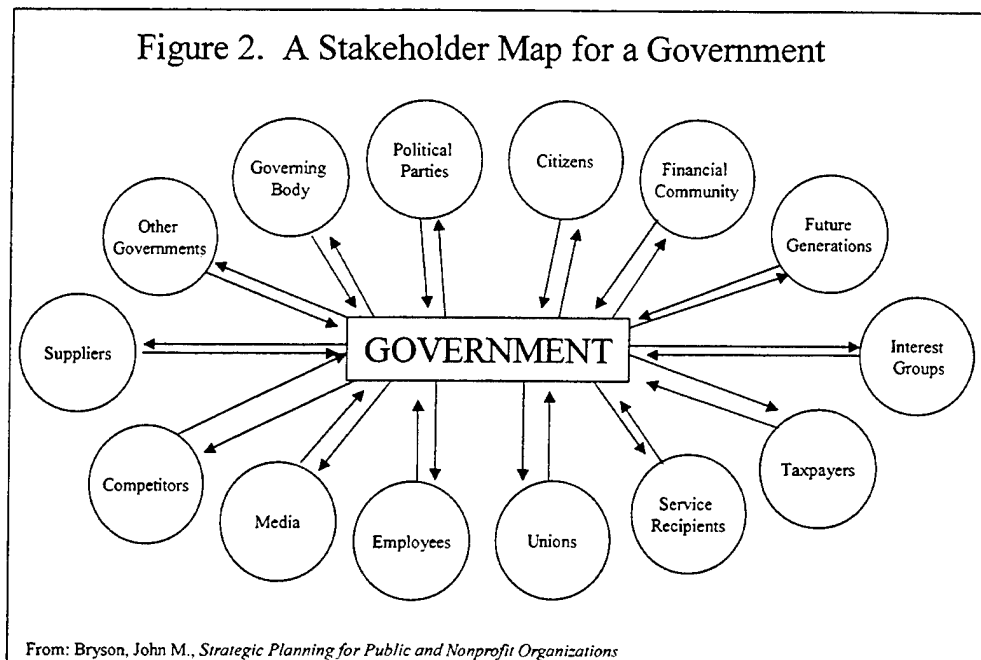 Figure 2. A Stakeholder Map for a Government
Political
Parties
Citizens
Governing
Body
Financial
Community
Other
Governments
Future
Generations
Suppliers
GOVERNMENT
Interest
Groups
Competitors
Media
Employees
Unions
Service
Recipients
Taxpayers
From: Bryson, John M., Strategic Planning for Public and Nonprofit Organizations